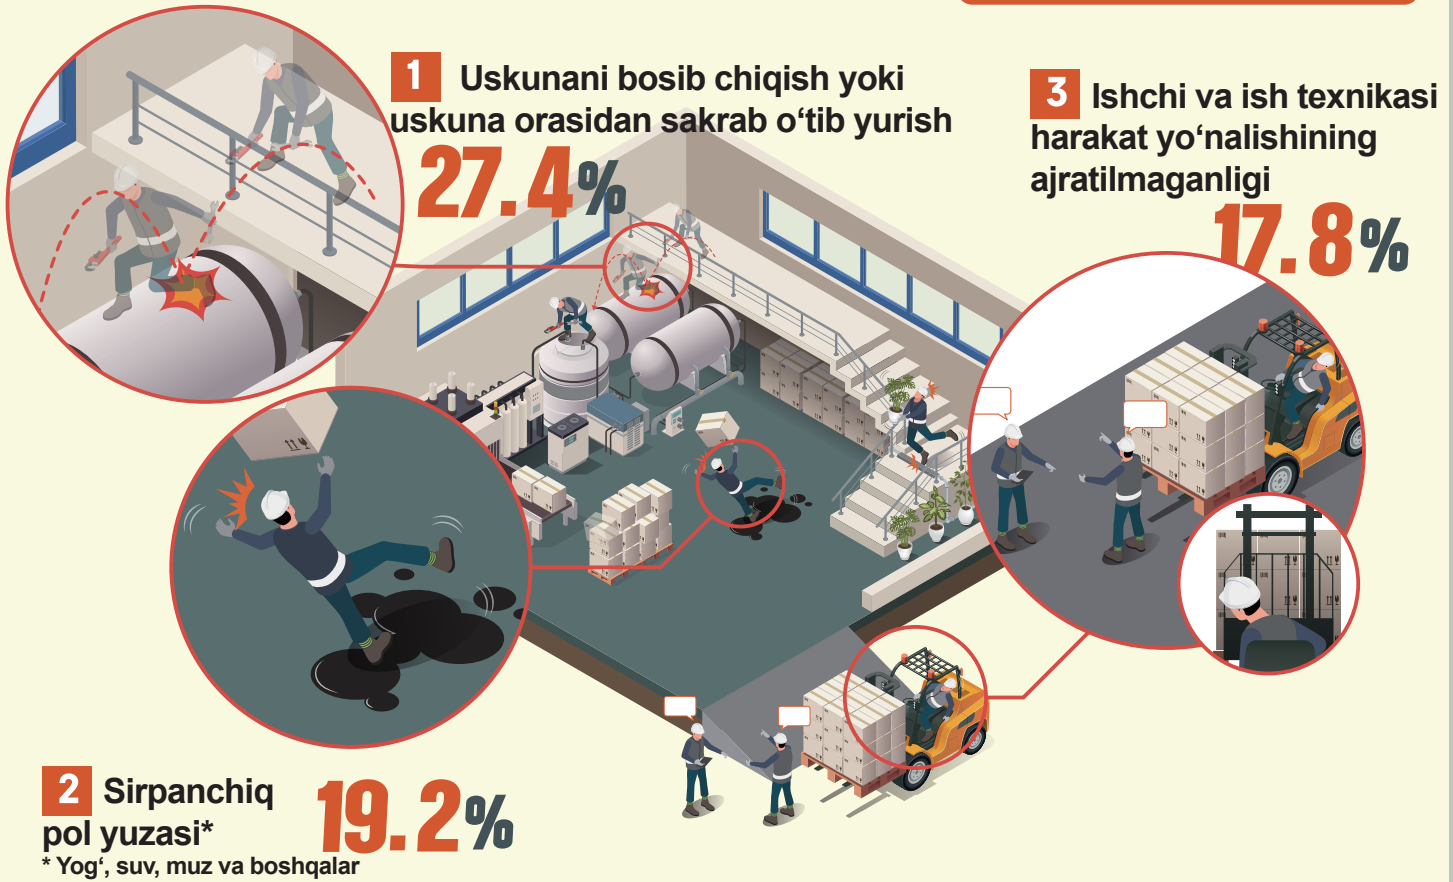 1 Uskunani bosib chiqish yoki
uskuna orasidan sakrab o‘tib yurish
27.4%
3 Ishchi va ish texnikasi
harakat yo‘nalishining
ajratilmaganligi
17.8%
2 Sirpanchiq
pol yuzasi*
19.2%
* Yog‘, suv, muz va boshqalar